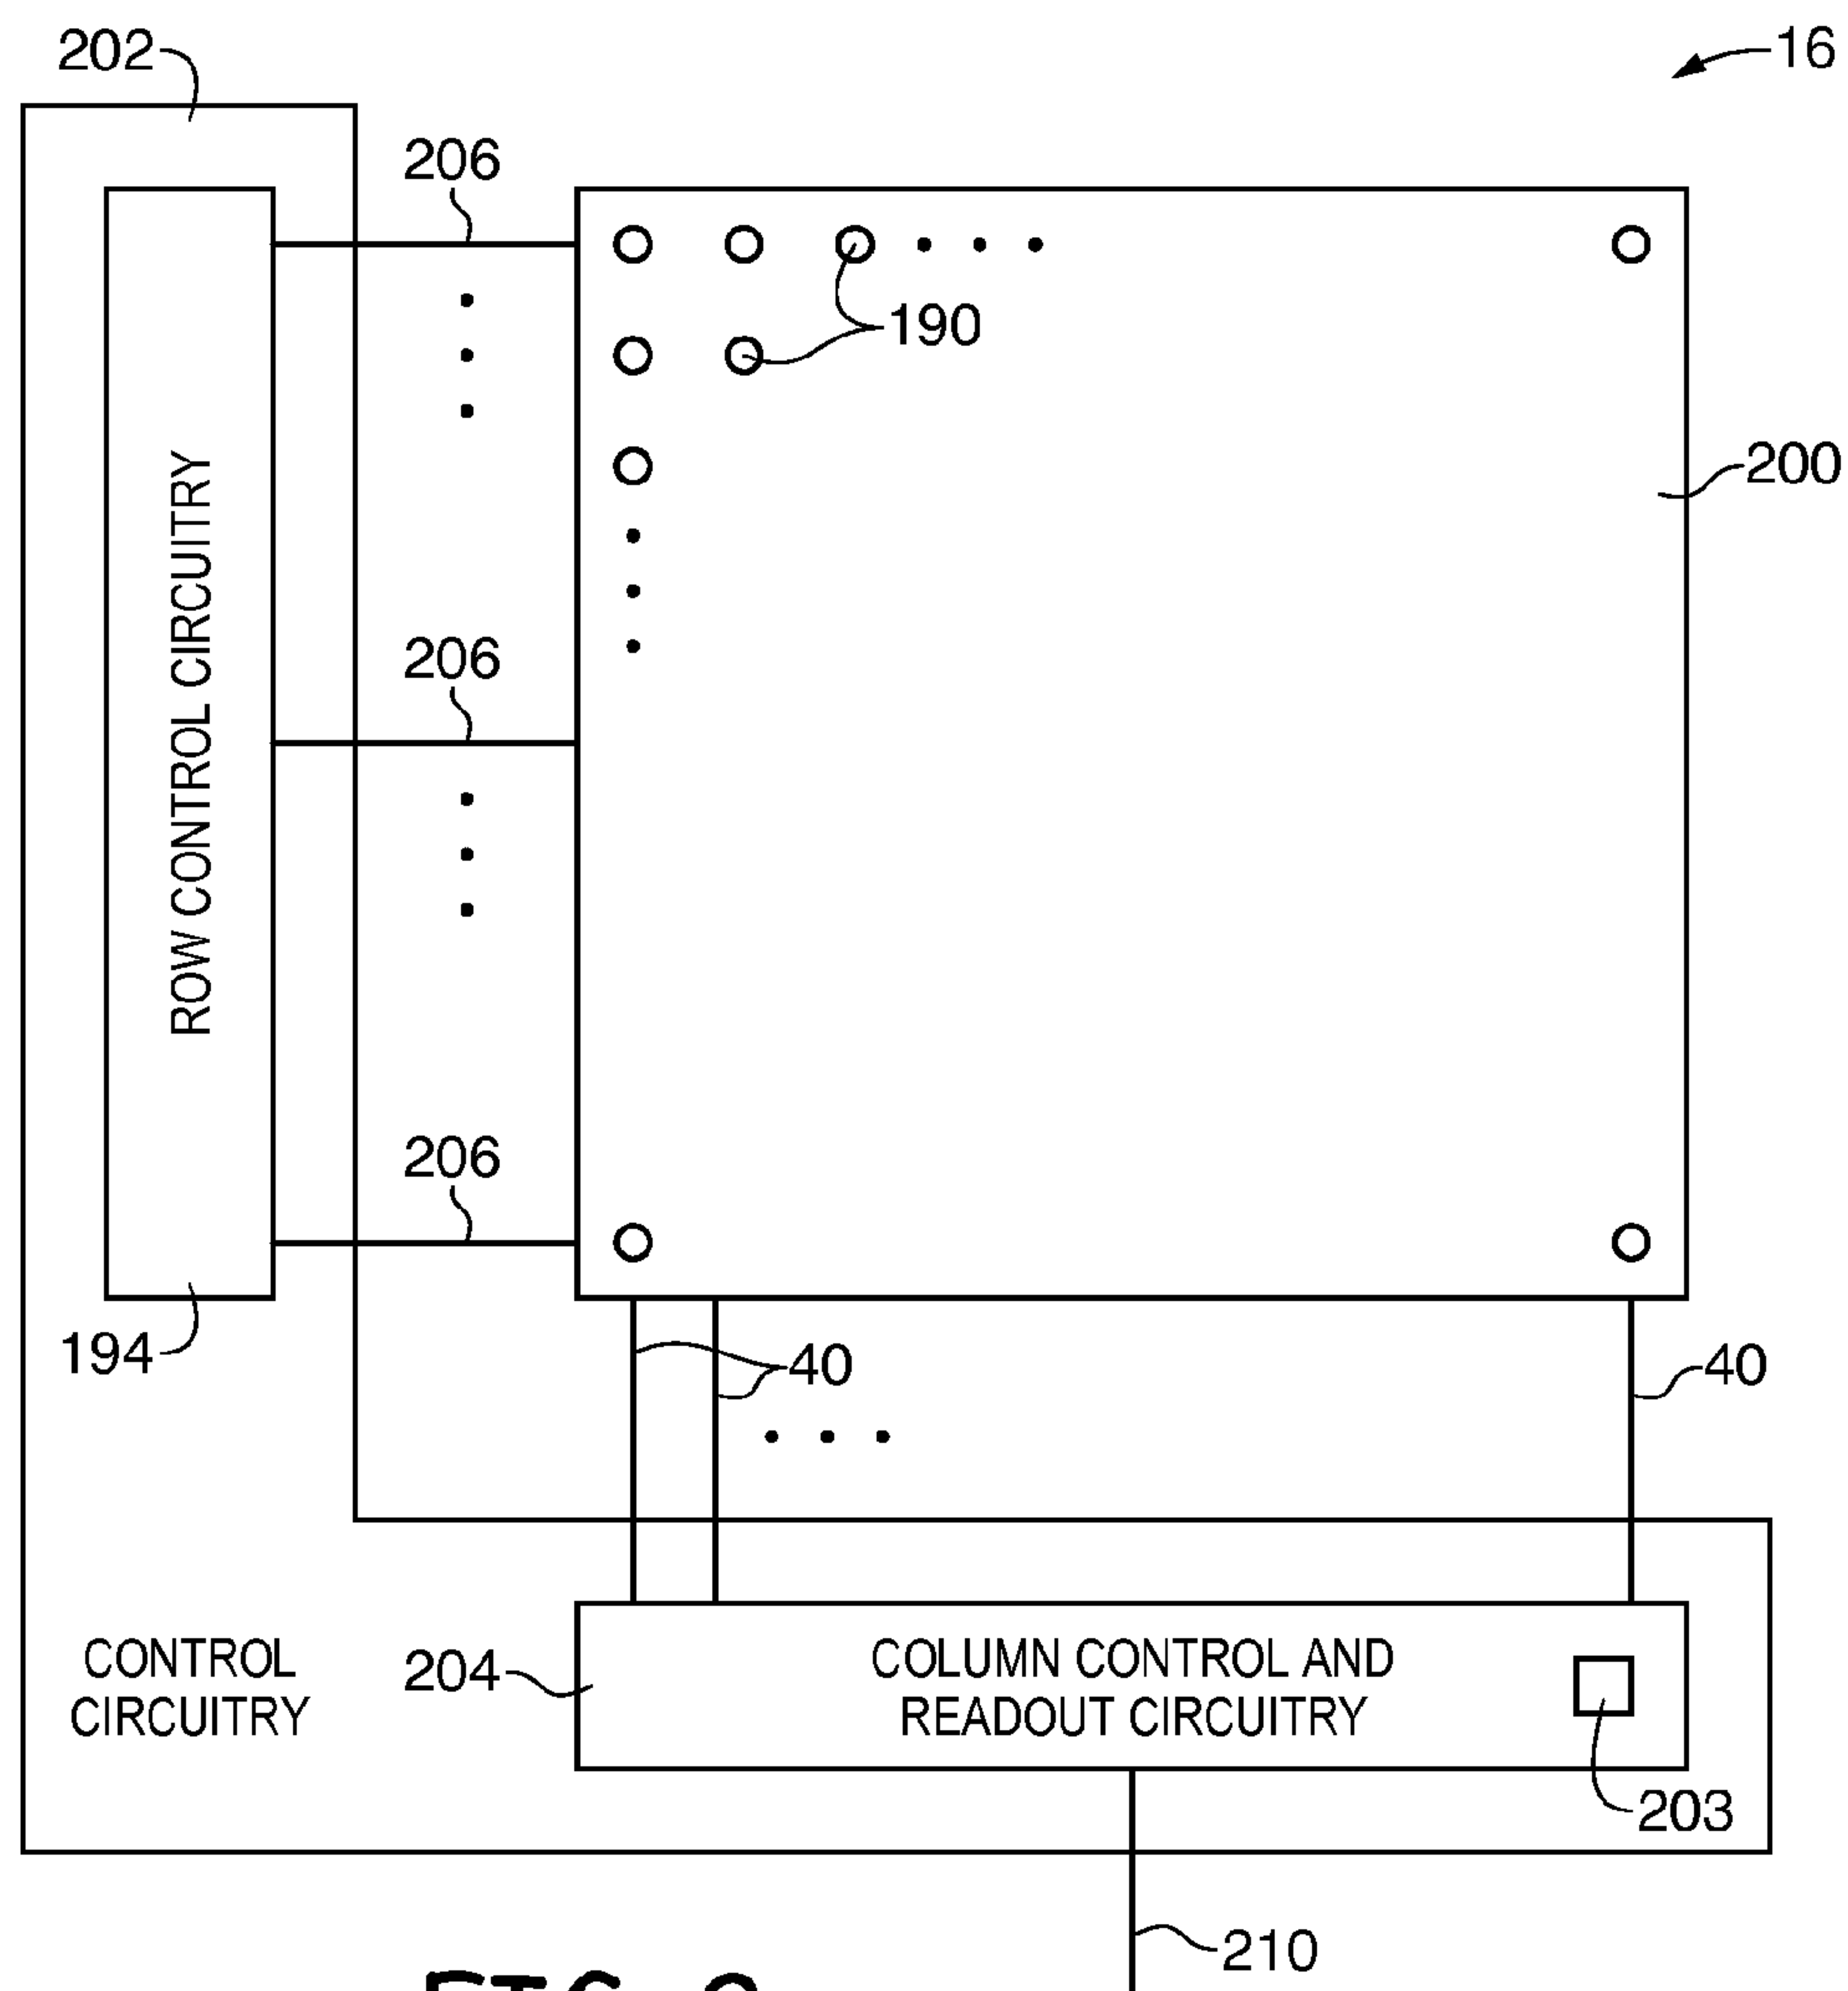 202
16
206
190
200
ROW CONTROL CIRCUITRY
206
206
194
40
40
CONTROL
CIRCUITRY
204
COLUMN CONTROL AND
READOUT CIRCUITRY
203
210